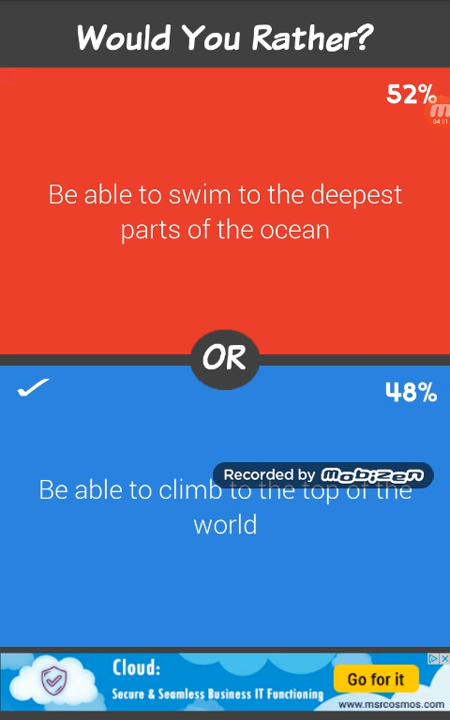 Would You Rather?
52%
04:11
Be able to swim to the deepest
parts of the ocean
OR
48%
Recorded by mobizen
Be able to climb to the top of the
world
Cloud:
Secure & Seamless Business IT Functioning
Go for it
www.msrcosmos.com